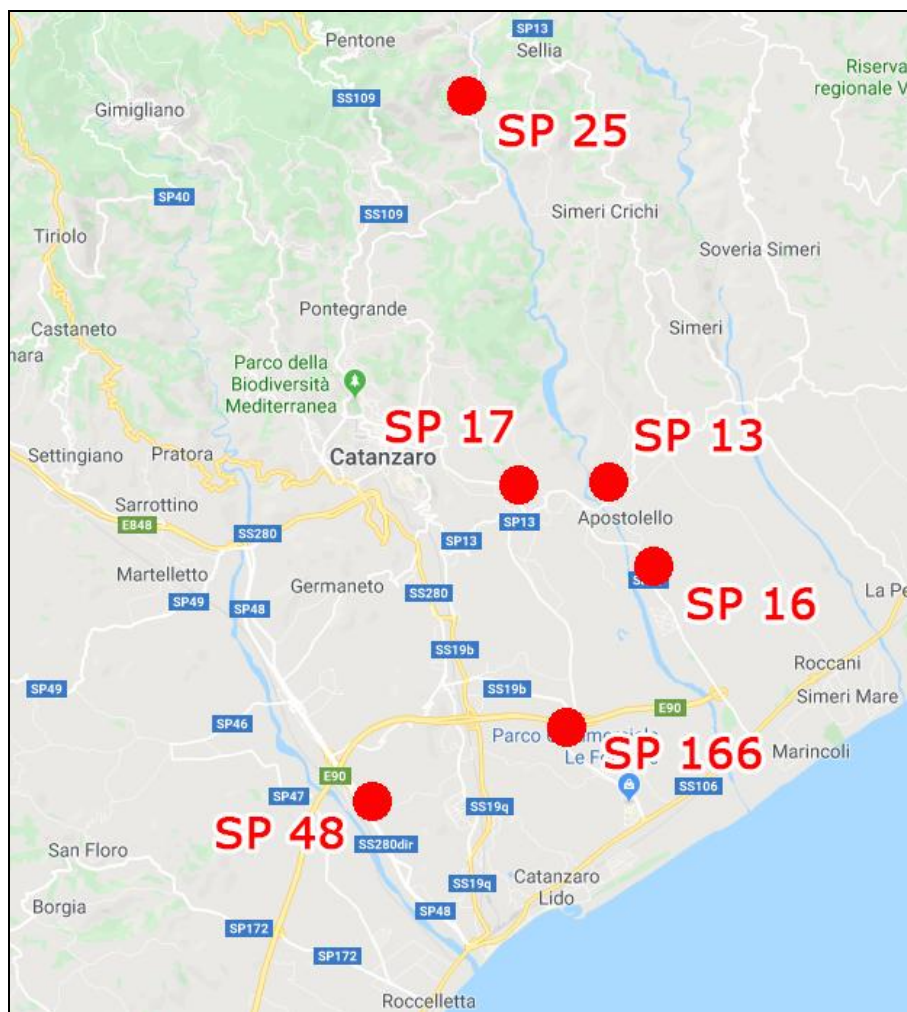 SP13
Pentone
Sellia
Riserva
regionale V
SS109
Gimigliano
SP 25
SP40
SS109
Simeri Crichi
Tiriolo
Soveria Simeri
Pontegrande
Castaneto
Simeri
Parco della
Biodiversità
Mediterranea
SP 17
SP 13
Settingiano
Pratora
Catanzaro
Sarrottino
E848
SS280
SP13
SP13
Apostolello
Martelletto
Germaneto
SP49
SP48
SS280
SP 16
La Pe
SS19b
SP49
SS19b
Roccani
Simeri Mare
SP46
E90
Parco
Le Fo
SP 166
Marincoli
E90
SP47
SS106
SS19q
SP 48
SS280dir
San Floro
SS19q
Catanzaro
Lido
Borgia
SP48
SP172
SP172
Roccelletta